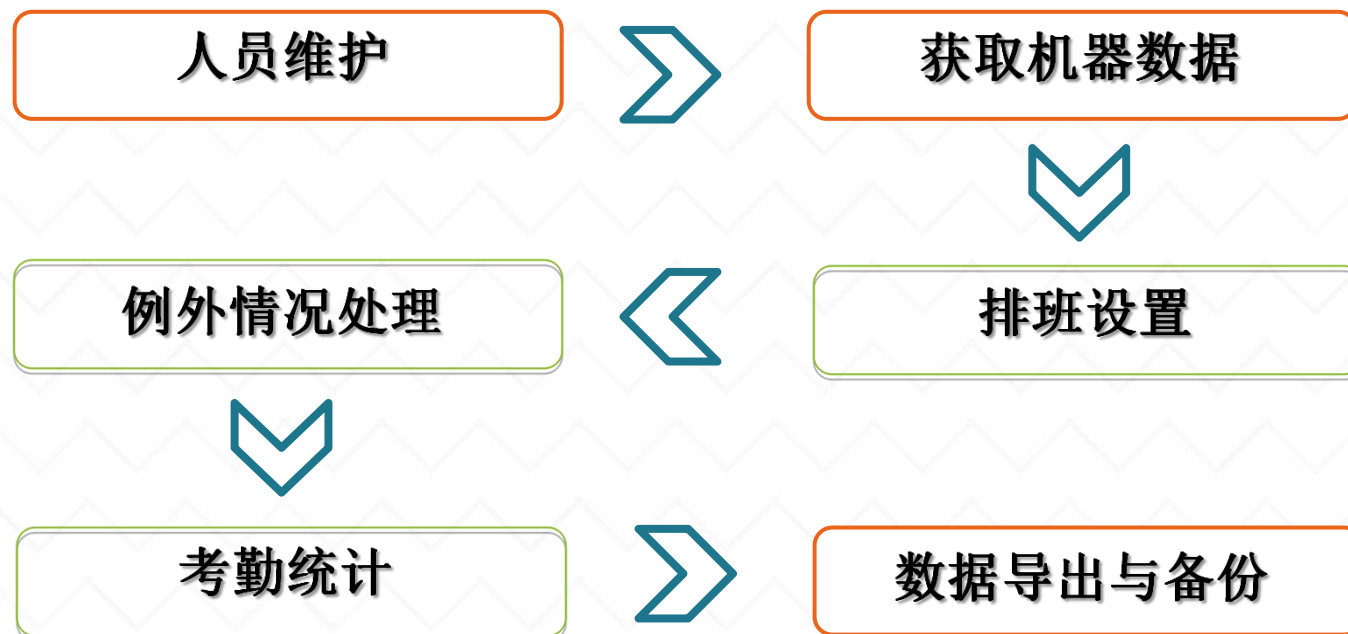 人员维护
获取机器数据
排班设置
例外情况处理
考勤统计
数据导出与备份